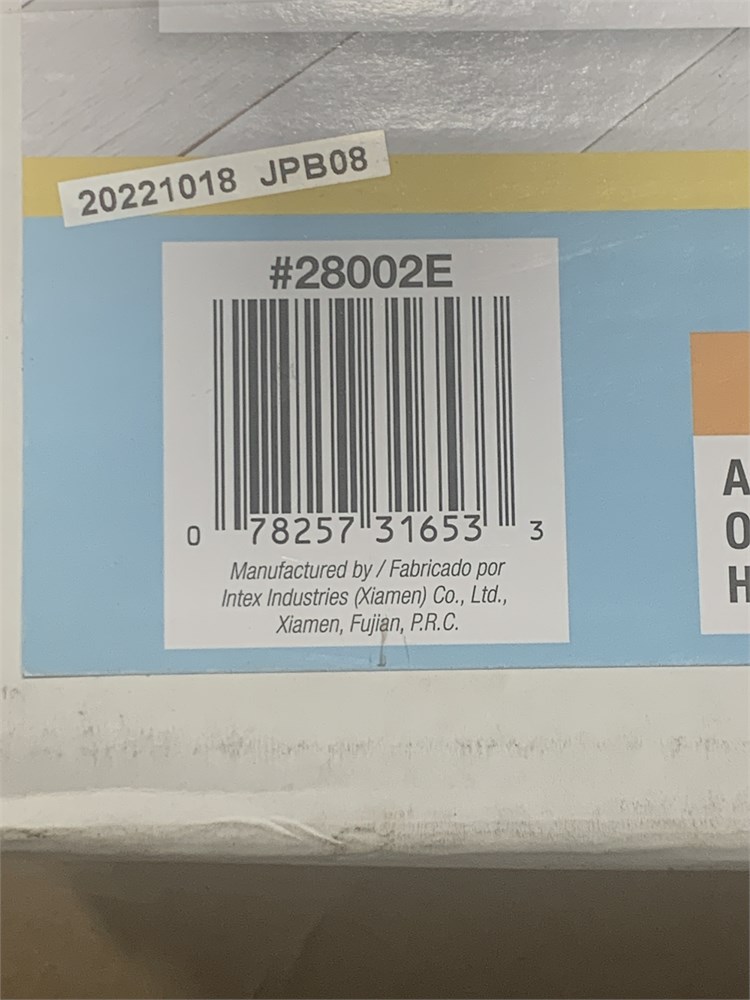 20221018 JPB08
#28002E
0 78257 31653 3
Manufactured by / Fabricado por
Intex Industries (Xiamen) Co., Ltd.,
Xiamen, Fujian, P.R.C.
A
O
H